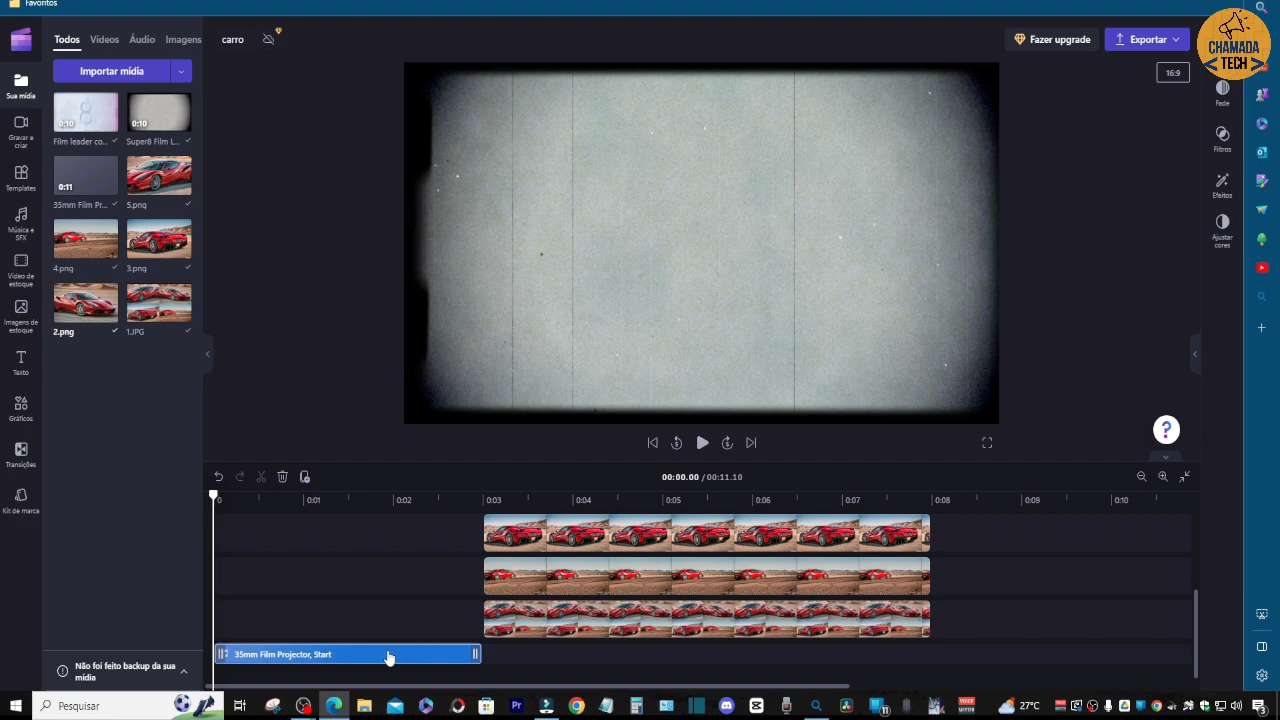 Favoritos
Todos Vídeos Áudio Imagens
carro
Fazer upgrade
Exportar
CHAMADA
TECH
Importar mídia
16:9
Sua mídia
Gravar e criar
Templates
Música e SFX
Vídeo de estoque
Imagens de estoque
Texto
Gráficos
Transições
Kit de marca
0:10
Film leader co...
0:10
Super8 Film L...
0:11
35mm Film Pr...
5.png
4.png
3.png
2.png
1.JPG
Fade
Filtros
Efeitos
Ajustar cores
5
5
?
00:00.00 / 00:11.10
0 0:01 0:02 0:03 0:04 0:05 0:06 0:07 0:08 0:09 0:10
35mm Film Projector, Start
Não foi feito backup da sua
mídia
Pesquisar
27°C